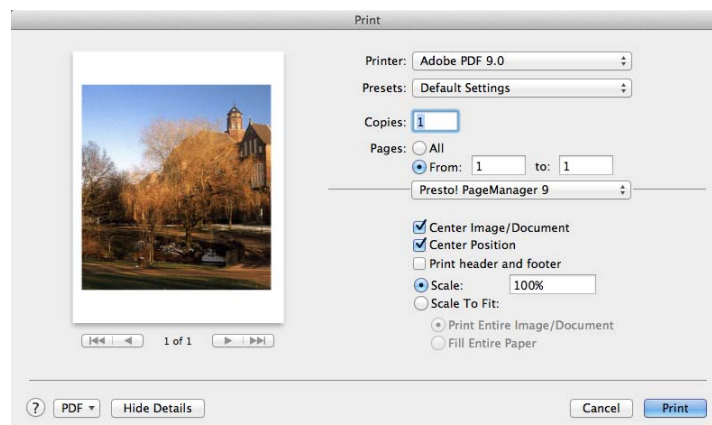 Print
Printer: Adobe PDF 9.0
Presets: Default Settings
Copies: 1
Pages: All
From: 1 to: 1
Presto! PageManager 9
Center Image/Document
Center Position
Print header and footer
Scale: 100%
Scale To Fit:
Print Entire Image/Document
Fill Entire Paper
1 of 1
? PDF Hide Details Cancel Print